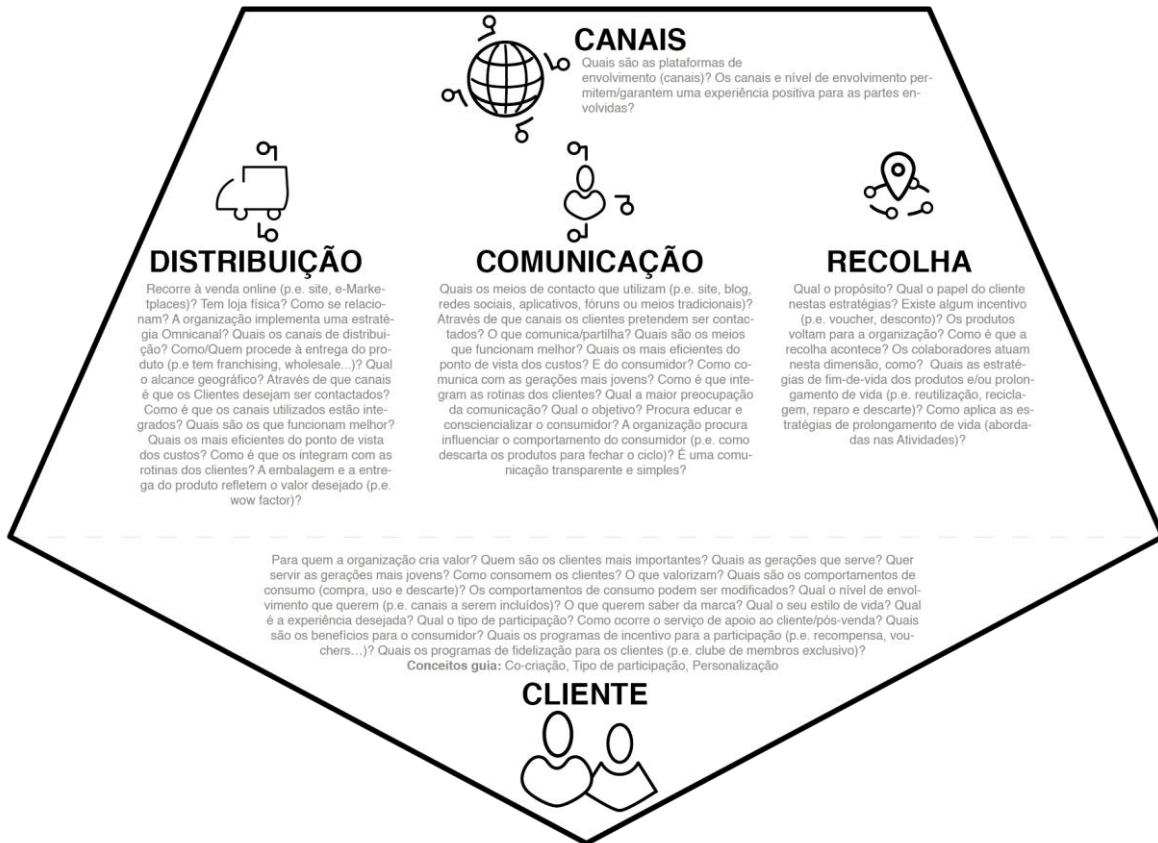 CANAIS
Quais são as plataformas de
envolvimento (canais)? Os canais e nível de envolvimento per-
mitem/garantem uma experiência positiva para as partes en-
volvidas?
DISTRIBUIÇÃO
Recorre à venda online (p.e. site, e-Marke-
tplaces)? Tem loja física? Como se relacio-
nam? A organização implementa uma estraté-
gia Omnicanal? Quais os canais de distribui-
ção? Como/Quem procede à entrega do pro-
duto (p.e tem franchising, wholesale...)? Qual
o alcance geográfico? Através de que canais
é que os Clientes desejam ser contactados?
Como é que os canais utilizados estão inte-
grados? Quais são os que funcionam melhor?
Quais os mais eficientes do ponto de vista
dos custos? Como é que os integram com as
rotinas dos clientes? A embalagem e a entre-
ga do produto refletem o valor desejado (p.e.
wow factor)?
COMUNICAÇÃO
Quais os meios de contacto que utilizam (p.e. site, blog,
redes sociais, aplicativos, fóruns ou meios tradicionais)?
Através de que canais os clientes pretendem ser contac-
tados? O que comunica/partilha? Quais são os meios
que funcionam melhor? Quais os mais eficientes do
ponto de vista dos custos? E do consumidor? Como co-
munica com as gerações mais jovens? Como é que inte-
gram as rotinas dos clientes? Qual a maior preocupação
da comunicação? Qual o objetivo? Procura educar e
consciencializar o consumidor? A organização procura
influenciar o comportamento do consumidor (p.e. como
descarta os produtos para fechar o ciclo)? É uma comu-
nicação transparente e simples?
RECOLHA
Qual o propósito? Qual o papel do cliente
nestas estratégias? Existe algum incentivo
(p.e. voucher, desconto)? Os produtos
voltam para a organização? Como é que a
recolha acontece? Os colaboradores atuam
nesta dimensão, como? Quais as estraté-
gias de fim-de-vida dos produtos e/ou prolon-
gamento de vida (p.e. reutilização, recicla-
gem, reparo e descarte)? Como aplica as es-
tratégias de prolongamento de vida (aborda-
das nas Atividades)?
Para quem a organização cria valor? Quem são os clientes mais importantes? Quais as gerações que serve? Quer
servir as gerações mais jovens? Como consomem os clientes? O que valorizam? Quais são os comportamentos de
consumo (compra, uso e descarte)? Os comportamentos de consumo podem ser modificados? Qual o nível de envol-
vimento que querem (p.e. canais a serem incluídos)? O que querem saber da marca? Qual o seu estilo de vida? Qual
é a experiência desejada? Qual o tipo de participação? Como ocorre o serviço de apoio ao cliente/pós-venda? Quais
são os benefícios para o consumidor? Quais os programas de incentivo para a participação (p.e. recompensa, vou-
chers...)? Quais os programas de fidelização para os clientes (p.e. clube de membros exclusivo)?
Conceitos guia: Co-criação, Tipo de participação, Personalização
CLIENTE